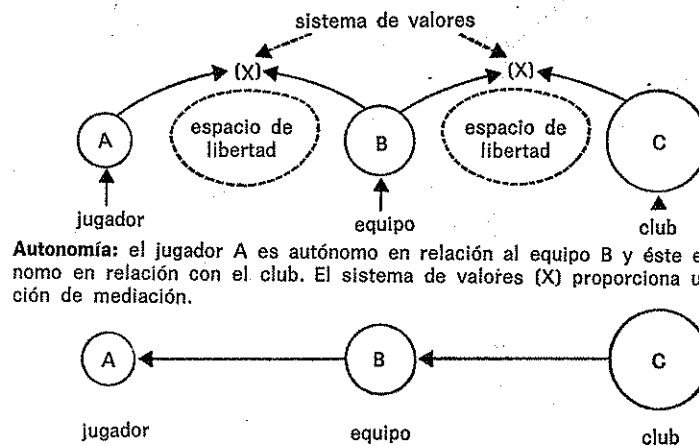 sistema de valores
(X) (X)
A espacio de libertad B espacio de libertad C
jugador equipo club
Autonomía: el jugador A es autónomo en relación al equipo B y éste e
nomo en relación con el club. El sistema de valores (X) proporciona u
ción de mediación.
A B C
jugador equipo club